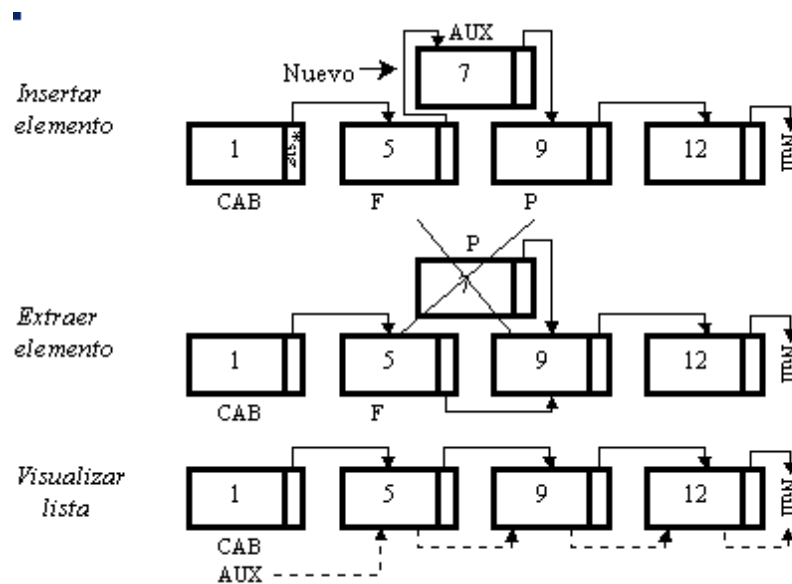 AUX
Nuevo
7
Insertar
elemento
1
5
9
12
Null
CAB
F
P
P
7
Extraer
elemento
1
5
9
12
Null
CAB
F
Visualizar
lista
1
5
9
12
Null
CAB
AUX